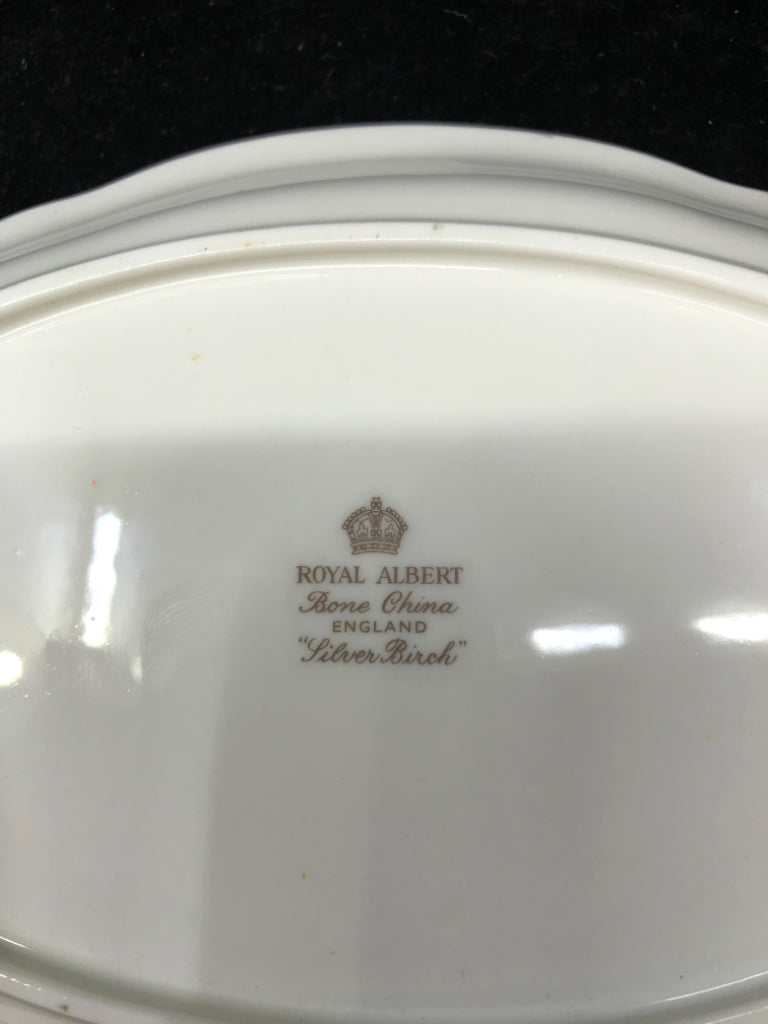 ROYAL ALBERT
Bone China
ENGLAND
"Silver Birch"